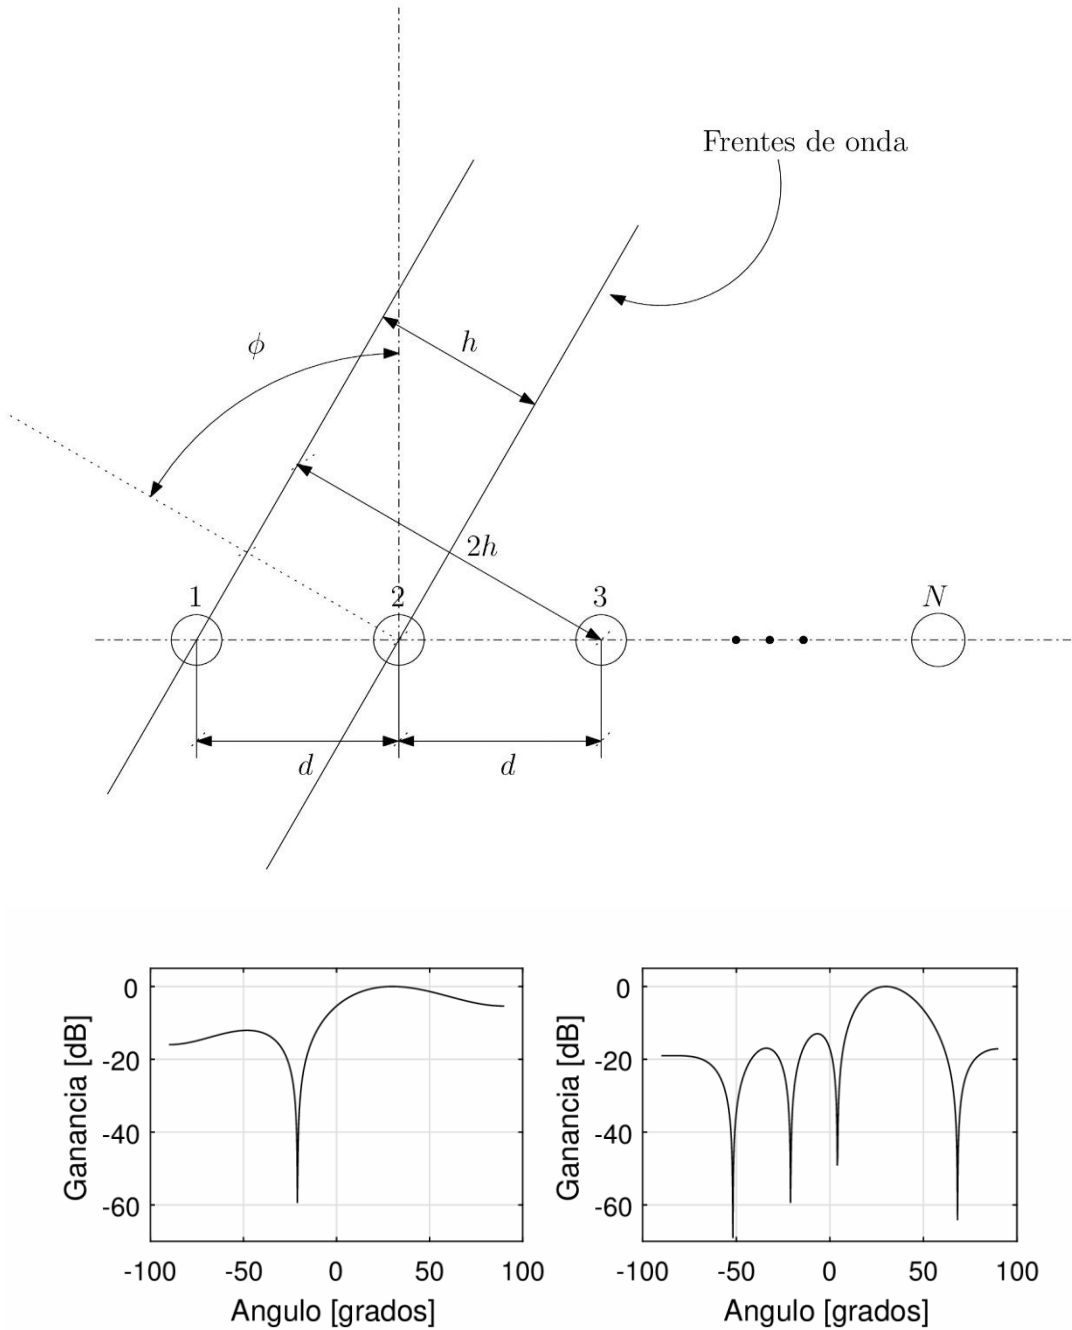 Frentes de onda
ϕ
h
2h
1
2
3
N
d
d
0
-20
-40
-60
Ganancia [dB]
-100
-50
0
50
100
Angulo [grados]
0
-20
-40
-60
Ganancia [dB]
-100
-50
0
50
100
Angulo [grados]